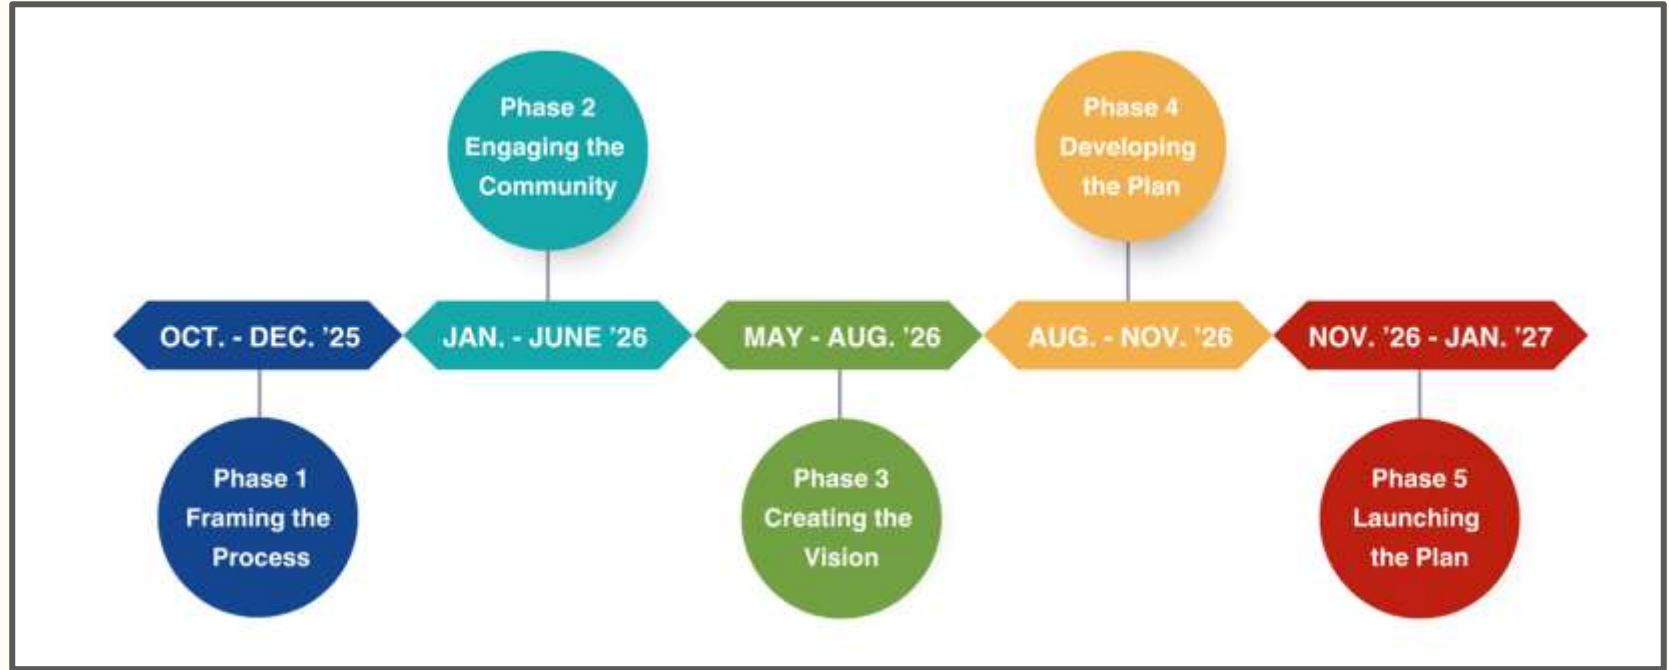 Phase 2
Engaging the
Community
Phase 4
Developing
the Plan
OCT. - DEC. ’25
JAN. - JUNE ’26
MAY - AUG. ’26
AUG. - NOV. ’26
NOV. ’26 - JAN. ’27
Phase 1
Framing the
Process
Phase 3
Creating the
Vision
Phase 5
Launching
the Plan